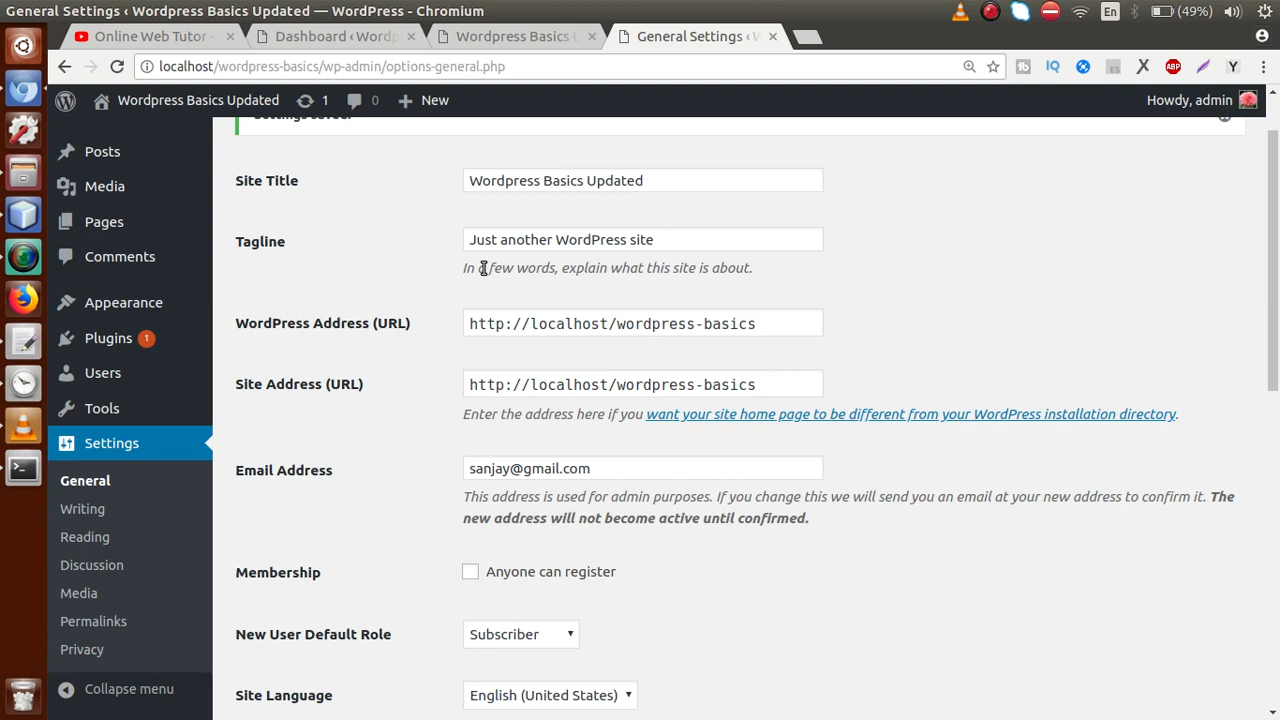 General Settings ‹ Wordpress Basics Updated — WordPress - Chromium
En
(49%)
Online Web Tutor -
Dashboard ‹ Wordp
Wordpress Basics U
General Settings ‹ W
localhost/wordpress-basics/wp-admin/options-general.php
IQ
ES
X
ABP
Y
Wordpress Basics Updated
1
0
New
Howdy, admin
Settings saved.
Posts
Media
Pages
Comments
Appearance
Plugins 1
Users
Tools
Settings
General
Writing
Reading
Discussion
Media
Permalinks
Privacy
Collapse menu
Site Title
Wordpress Basics Updated
Tagline
Just another WordPress site
In a few words, explain what this site is about.
WordPress Address (URL)
http://localhost/wordpress-basics
Site Address (URL)
http://localhost/wordpress-basics
Enter the address here if you want your site home page to be different from your WordPress installation directory.
Email Address
sanjay@gmail.com
This address is used for admin purposes. If you change this we will send you an email at your new address to confirm it. The
new address will not become active until confirmed.
Membership
Anyone can register
New User Default Role
Subscriber
Site Language
English (United States)